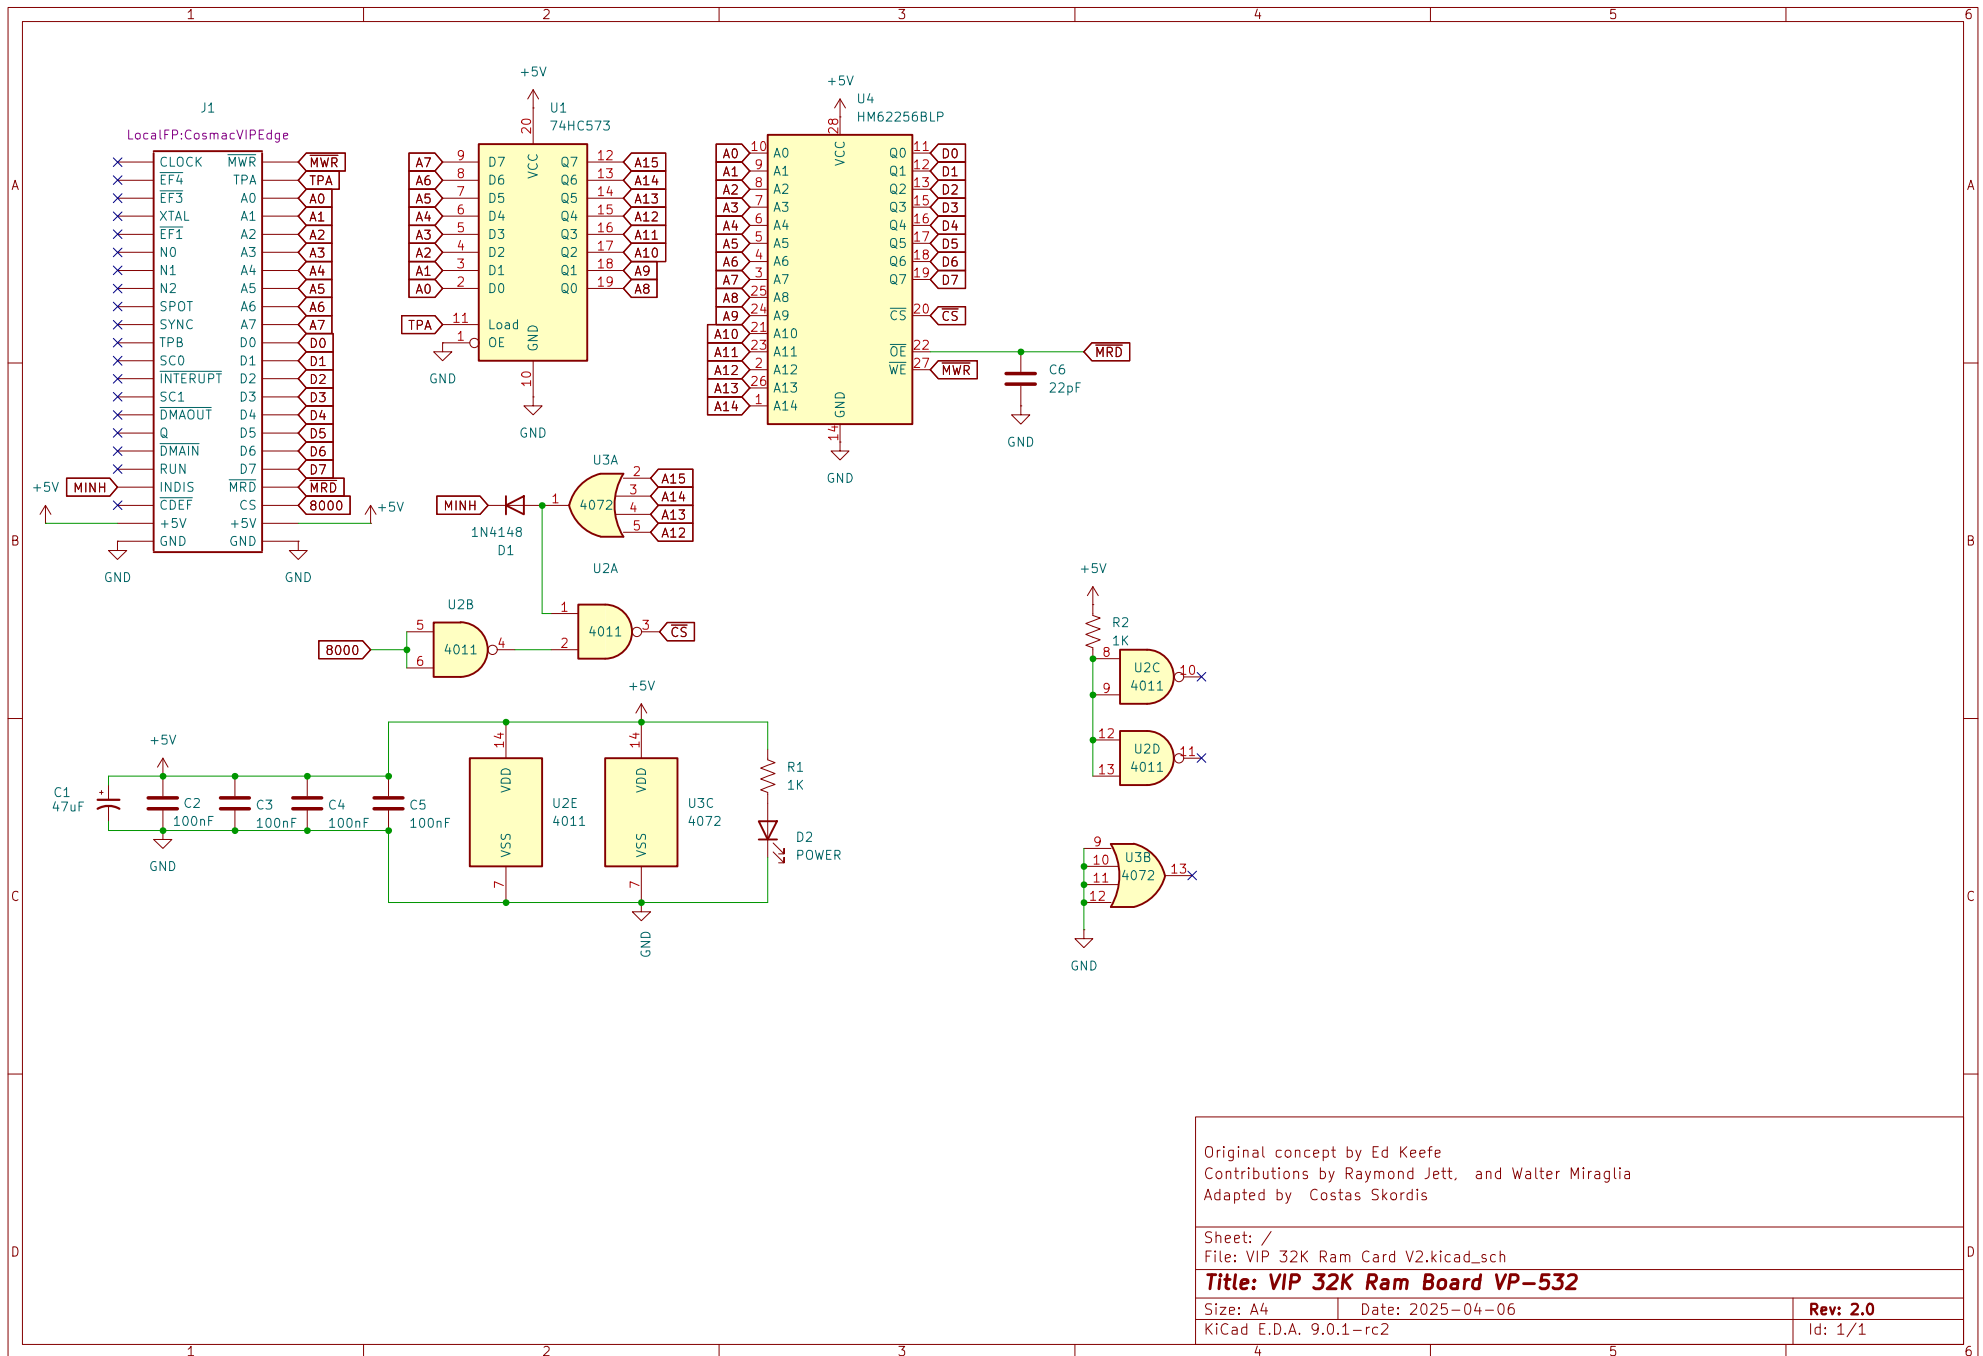 1 2 3 4 5 6
A
B
C
D
J1
LocalFP:CosmacVIPEdge
CLOCK MWR MWR
EF4 TPA TPA
EF3 A0 A0
XTAL A1 A1
EF1 A2 A2
N0 A3 A3
N1 A4 A4
N2 A5 A5
SPOT A6 A6
SYNC A7 A7
TPB D0 D0
SC0 D1 D1
INTERUPT D2 D2
SC1 D3 D3
DMAOUT D4 D4
Q D5 D5
DMAIN D6 D6
RUN D7 D7
+5V MINH INDIS MRD MRD
CDEF CS 8000 +5V
+5V +5V
GND GND
GND GND
+5V
U1
74HC573
20
VCC
A7 9 D7 Q7 12 A15
A6 8 D6 Q6 13 A14
A5 7 D5 Q5 14 A13
A4 6 D4 Q4 15 A12
A3 5 D3 Q3 16 A11
A2 4 D2 Q2 17 A10
A1 3 D1 Q1 18 A9
A0 2 D0 Q0 19 A8
TPA 11 Load
1 OE
GND
GND
10
GND
+5V
U4
HM62256BLP
28
VCC
A0 10 A0 Q0 11 D0
A1 9 A1 Q1 12 D1
A2 8 A2 Q2 13 D2
A3 7 A3 Q3 15 D3
A4 6 A4 Q4 16 D4
A5 5 A5 Q5 17 D5
A6 4 A6 Q6 18 D6
A7 3 A7 Q7 19 D7
A8 25 A8
A9 24 A9 CS 20 CS
A10 21 A10
A11 23 A11 OE 22 MRD
A12 2 A12 WE 27 MWR
A13 26 A13
A14 1 A14
GND
14
GND
C6
22pF
GND
U3A
4072
MINH 1
2 A15
3 A14
4 A13
5 A12
1N4148
D1
U2A
1
4011 3 CS
2
U2B
8000 5
4011 4
6
+5V
R2
1K
8
U2C 10
4011
9
12
U2D 11
4011
13
9
U3B
10
4072 13
11
12
GND
+5V
C1
47uF
C2
100nF
C3
100nF
C4
100nF
C5
100nF
GND
+5V
14
VDD
U2E
4011
VSS
7
14
VDD
U3C
4072
VSS
7
GND
R1
1K
D2
POWER
Original concept by Ed Keefe
Contributions by Raymond Jett, and Walter Miraglia
Adapted by Costas Skordis
Sheet: /
File: VIP 32K Ram Card V2.kicad_sch
Title: VIP 32K Ram Board VP-532
Size: A4 Date: 2025-04-06 Rev: 2.0
KiCad E.D.A. 9.0.1-rc2 Id: 1/1
A
B
C
D
1 2 3 4 5 6